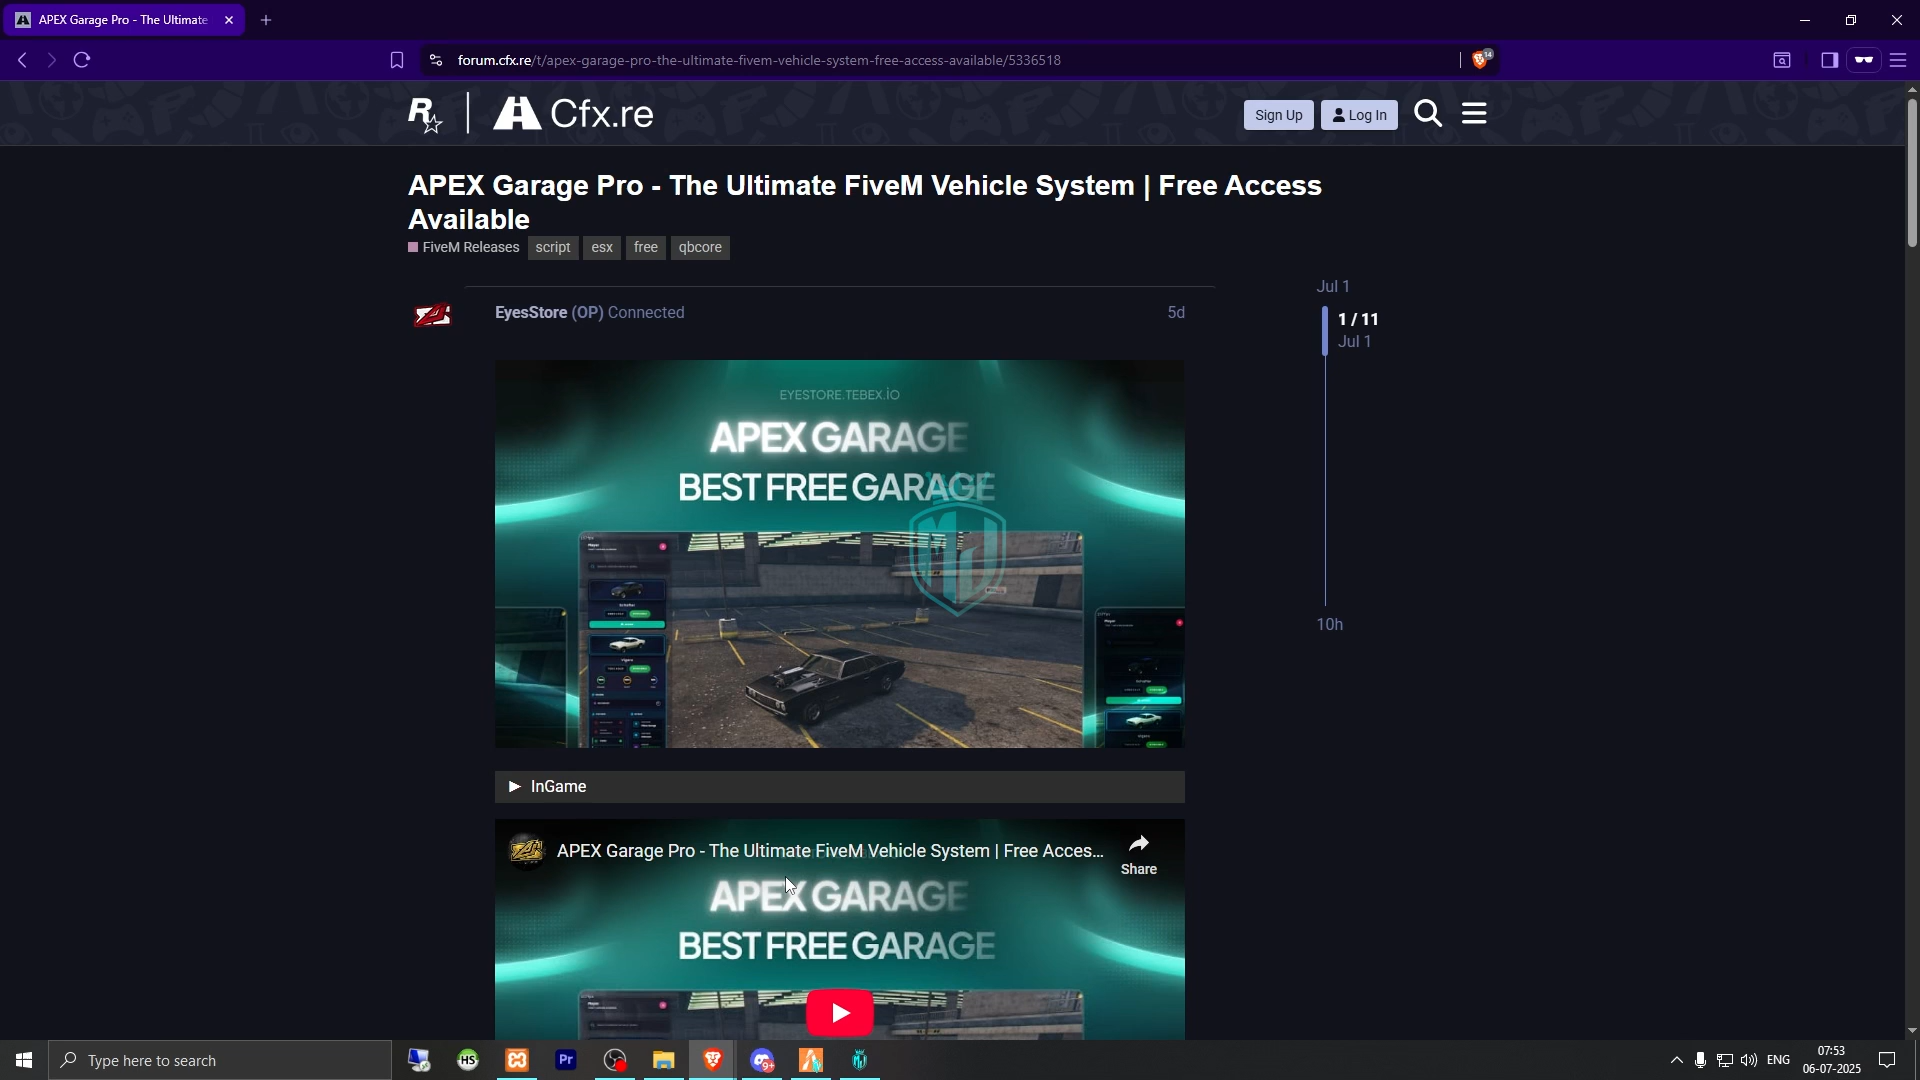 APEX Garage Pro - The Ultimate
forum.cfx.re/t/apex-garage-pro-the-ultimate-fivem-vehicle-system-free-access-available/5336518
14
Cfx.re
Sign Up
Log In
APEX Garage Pro - The Ultimate FiveM Vehicle System | Free Access
Available
FiveM Releases
script
esx
free
qbcore
Jul 1
EyesStore (OP) Connected
5d
1 / 11
Jul 1
EYESTORE.TEBEX.İO
APEX GARAGE
BEST FREE GARAGE
10h
▶ InGame
APEX Garage Pro - The Ultimate FiveM Vehicle System | Free Acces...
Share
APEX GARAGE
BEST FREE GARAGE
Type here to search
HS
Pr
9+
ENG
07:53
06-07-2025